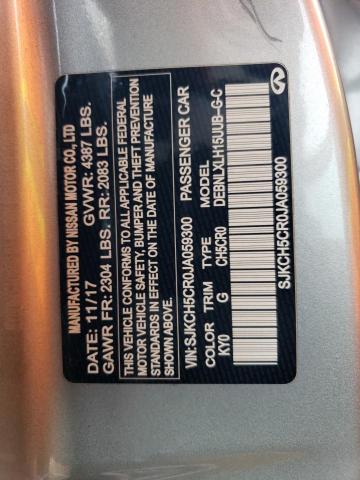 MANUFACTURED BY NISSAN MOTOR CO., LTD
DATE: 11/17 GVWR: 4387 LBS.
GAWR FR: 2304 LBS. RR: 2083 LBS.
THIS VEHICLE CONFORMS TO ALL APPLICABLE FEDERAL
MOTOR VEHICLE SAFETY, BUMPER AND THEFT PREVENTION
STANDARDS IN EFFECT ON THE DATE OF MANUFACTURE
SHOWN ABOVE.
VIN:SJKCH5CR0JA059300 PASSENGER CAR
COLOR TRIM TYPE MODEL
KY0 G CH5CR0 DEBNLXLH15UUB-G-C
SJKCH5CR0JA059300